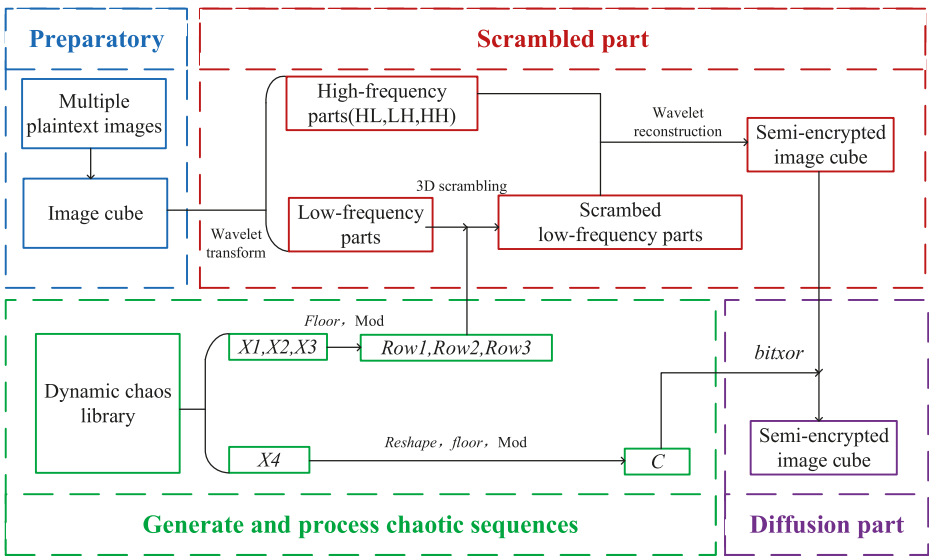 Preparatory
Scrambled part
Multiple
plaintext images
Image cube
High-frequency
parts(HL,LH,HH)
Wavelet
reconstruction
Semi-encrypted
image cube
3D scrambling
Wavelet
transform
Low-frequency
parts
Scrambed
low-frequency parts
Dynamic chaos
library
X1,X2,X3
Floor，Mod
Row1,Row2,Row3
X4
Reshape，floor，Mod
C
bitxor
Semi-encrypted
image cube
Generate and process chaotic sequences
Diffusion part